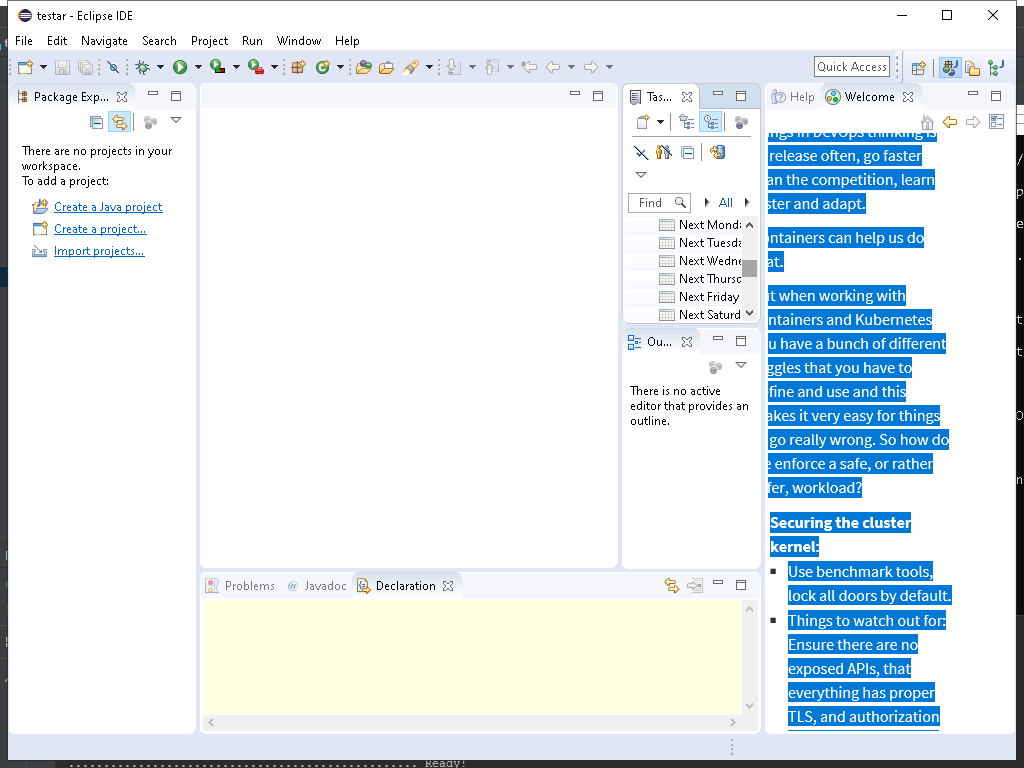 testar - Eclipse IDE
File Edit Navigate Search Project Run Window Help
Quick Access
Package Exp...
There are no projects in your
workspace.
To add a project:
Create a Java project
Create a project...
Import projects...
Tas...
Find
All
Next Monda
Next Tuesda
Next Wedne
Next Thursd
Next Friday
Next Saturd
Ou...
There is no active
editor that provides an
outline.
Problems @ Javadoc Declaration
Help Welcome
ngs in DevOps thinking is
release often, go faster
an the competition, learn
ster and adapt.
ntainers can help us do
at.
t when working with
ntainers and Kubernetes
u have a bunch of different
ggles that you have to
fine and use and this
akes it very easy for things
go really wrong. So how do
e enforce a safe, or rather
fer, workload?
Securing the cluster
kernel:
▪ Use benchmark tools,
lock all doors by default.
▪ Things to watch out for:
Ensure there are no
exposed APIs, that
everything has proper
TLS, and authorization
Ready!